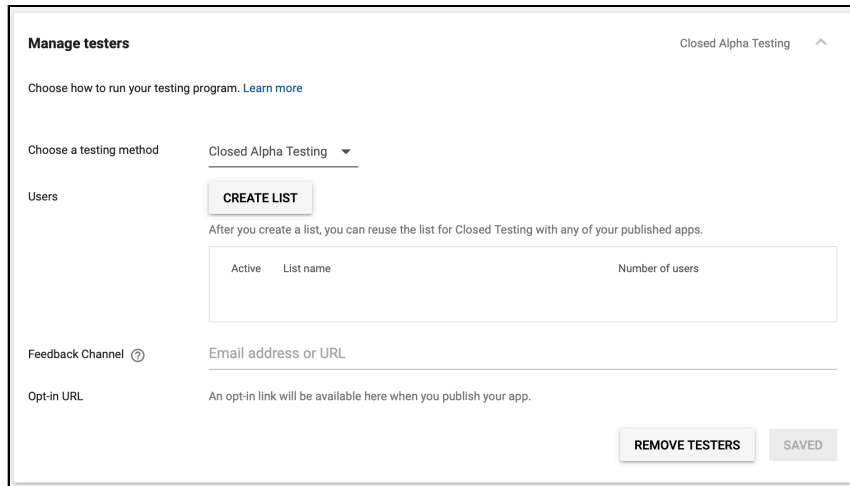 Manage testers
Closed Alpha Testing
Choose how to run your testing program. Learn more
Choose a testing method
Closed Alpha Testing
Users
CREATE LIST
After you create a list, you can reuse the list for Closed Testing with any of your published apps.
Active List name Number of users
Feedback Channel ?
Email address or URL
Opt-in URL
An opt-in link will be available here when you publish your app.
REMOVE TESTERS SAVED